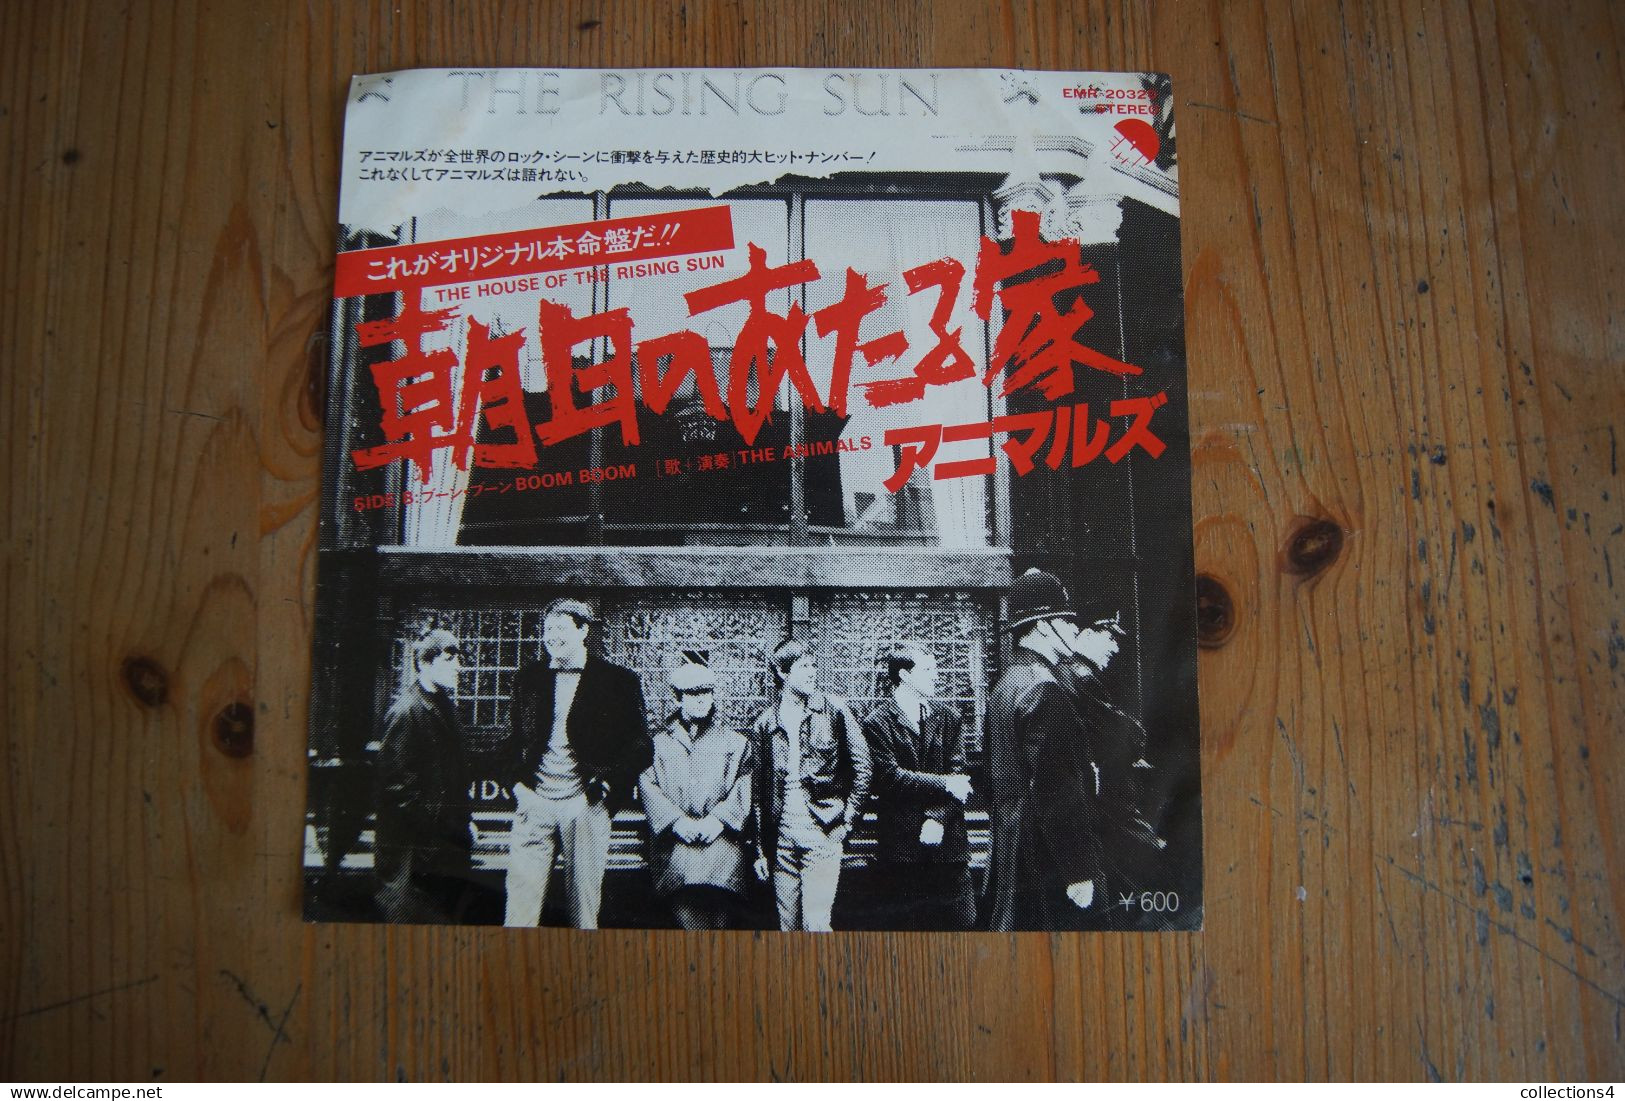 THE RISING SUN
EMR-2032
STEREO
アニマルズが全世界のロック・シーンに衝撃を与えた歴史的大ヒット・ナンバー!
これなくしてアニマルズは語れない。
これがオリジナル本命盤だ!!
THE HOUSE OF THE RISING SUN
朝日のあたる家
アニマルズ
SIDE B:ブーン・ブーン BOOM BOOM [歌+演奏] THE ANIMALS
¥600
collections4